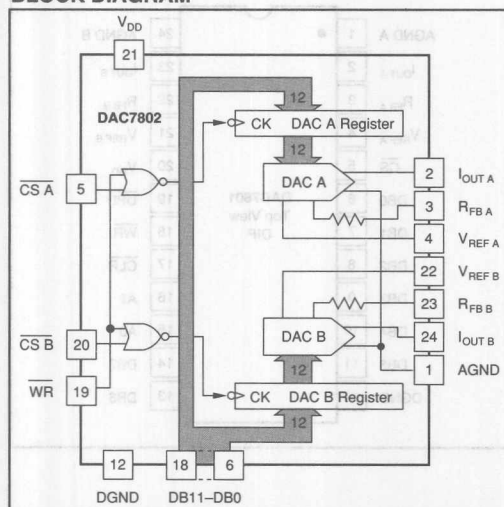 BLOCK DIAGRAM
V_DD
21
DAC7802
12
CK DAC A Register
12
CS A
5
DAC A
2 I_OUT A
3 R_FB A
4 V_REF A
22 V_REF B
23 R_FB B
24 I_OUT B
1 AGND
DAC B
CS B
20
12
CK DAC B Register
12
WR 19
12
18
6
DGND
DB11–DB0